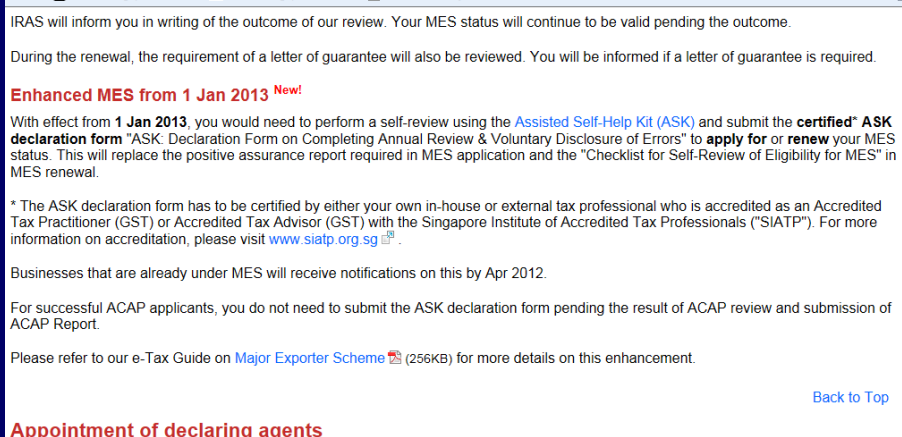 IRAS will inform you in writing of the outcome of our review. Your MES status will continue to be valid pending the outcome.
During the renewal, the requirement of a letter of guarantee will also be reviewed. You will be informed if a letter of guarantee is required.
Enhanced MES from 1 Jan 2013 New!
With effect from 1 Jan 2013, you would need to perform a self-review using the Assisted Self-Help Kit (ASK) and submit the certified* ASK
declaration form "ASK: Declaration Form on Completing Annual Review & Voluntary Disclosure of Errors" to apply for or renew your MES
status. This will replace the positive assurance report required in MES application and the "Checklist for Self-Review of Eligibility for MES" in
MES renewal.
* The ASK declaration form has to be certified by either your own in-house or external tax professional who is accredited as an Accredited
Tax Practitioner (GST) or Accredited Tax Advisor (GST) with the Singapore Institute of Accredited Tax Professionals ("SIATP"). For more
information on accreditation, please visit www.siatp.org.sg .
Businesses that are already under MES will receive notifications on this by Apr 2012.
For successful ACAP applicants, you do not need to submit the ASK declaration form pending the result of ACAP review and submission of
ACAP Report.
Please refer to our e-Tax Guide on Major Exporter Scheme (256KB) for more details on this enhancement.
Back to Top
Appointment of declaring agents